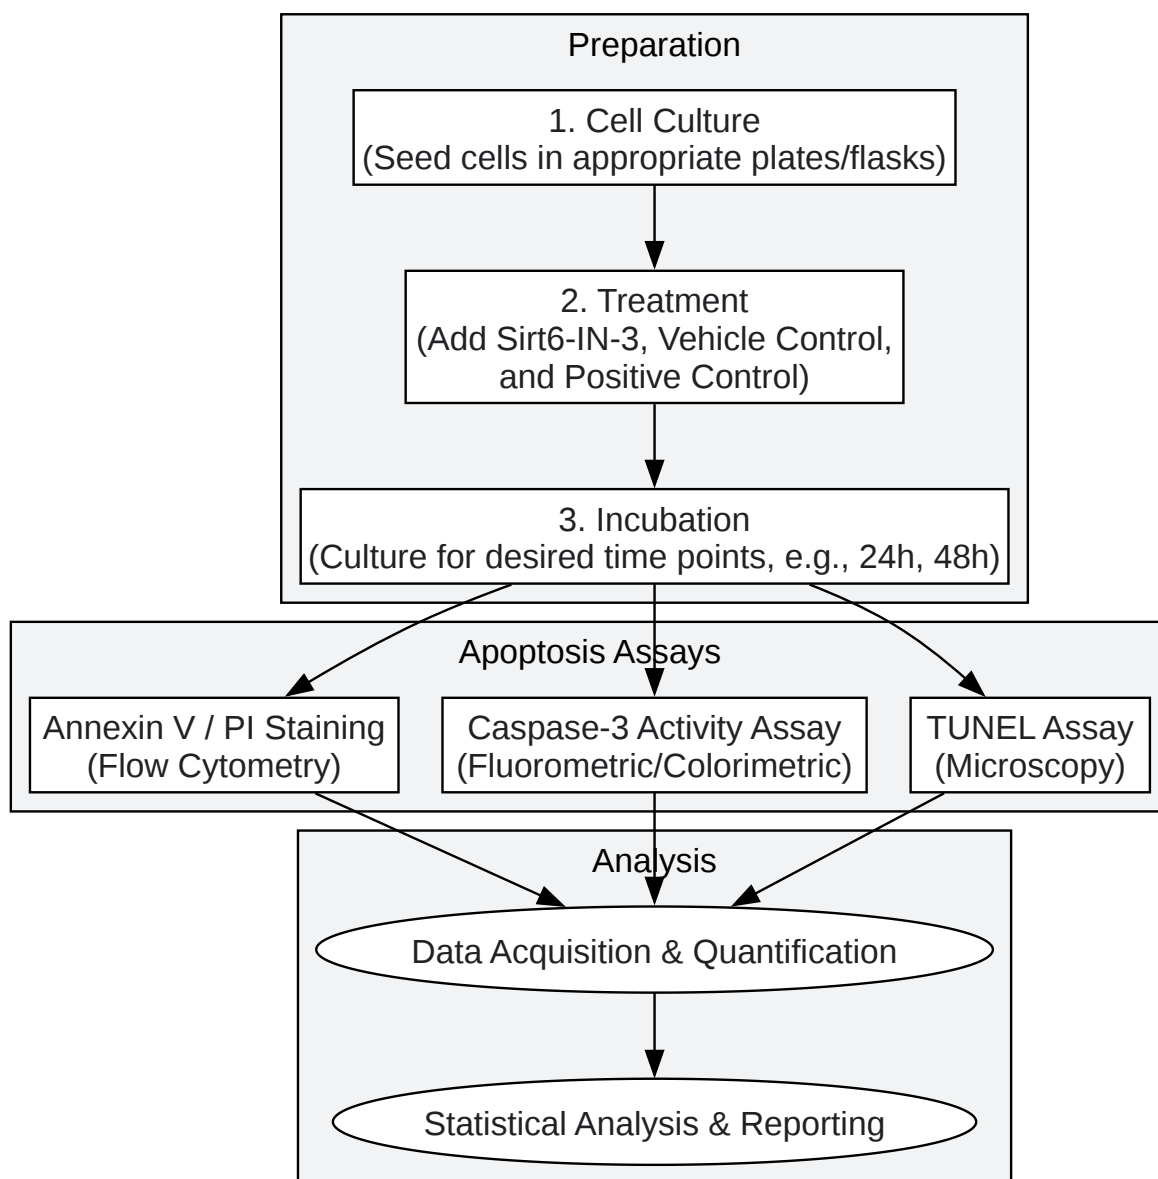 Preparation
1. Cell Culture
(Seed cells in appropriate plates/flasks)
2. Treatment
(Add Sirt6-IN-3, Vehicle Control,
and Positive Control)
3. Incubation
(Culture for desired time points, e.g., 24h, 48h)
Apoptosis Assays
Annexin V / PI Staining
(Flow Cytometry)
Caspase-3 Activity Assay
(Fluorometric/Colorimetric)
TUNEL Assay
(Microscopy)
Analysis
Data Acquisition & Quantification
Statistical Analysis & Reporting